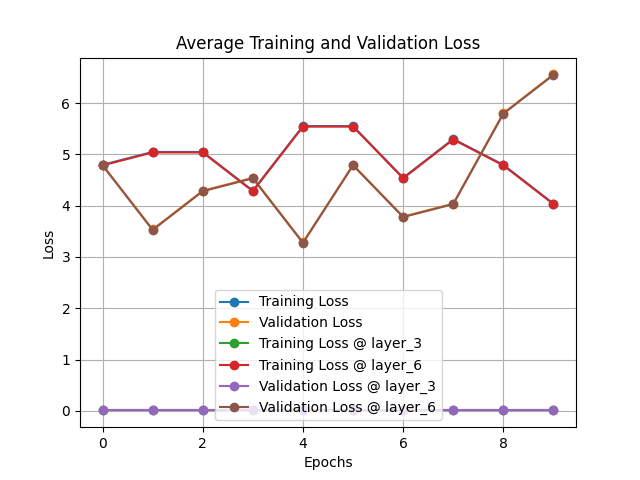 Average Training and Validation Loss
Loss
6
5
4
3
2
1
0
Training Loss
Validation Loss
Training Loss @ layer_3
Training Loss @ layer_6
Validation Loss @ layer_3
Validation Loss @ layer_6
0 2 4 6 8
Epochs